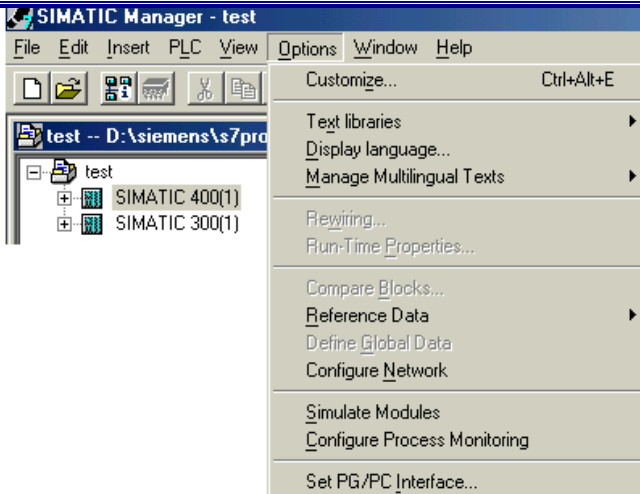 SIMATIC Manager - test
File Edit Insert PLC View Options Window Help
Customize... Ctrl+Alt+E
test -- D:\siemens\s7pro
Text libraries
Display language...
Manage Multilingual Texts
test
SIMATIC 400(1)
SIMATIC 300(1)
Rewiring...
Run-Time Properties...
Compare Blocks...
Reference Data
Define Global Data
Configure Network
Simulate Modules
Configure Process Monitoring
Set PG/PC Interface...